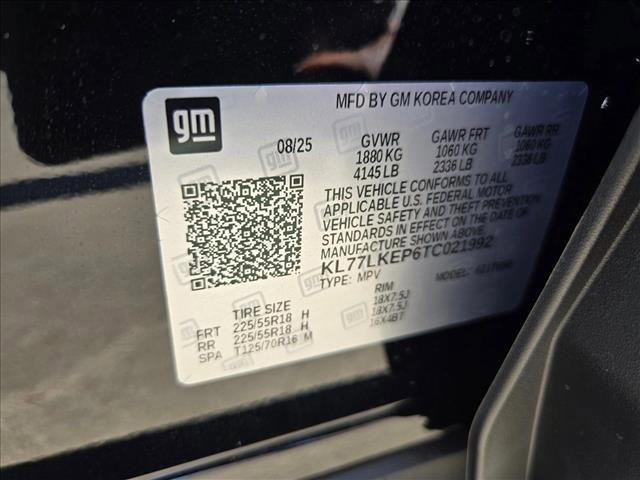 gm
MFD BY GM KOREA COMPANY
08/25 GVWR GAWR FRT GAWR RR
1880 KG 1060 KG 1060 KG
4145 LB 2336 LB 2336 LB
THIS VEHICLE CONFORMS TO ALL
APPLICABLE U.S. FEDERAL MOTOR
VEHICLE SAFETY AND THEFT PREVENTION
STANDARDS IN EFFECT ON DATE OF
MANUFACTURE SHOWN ABOVE.
KL77LKEP6TC021992
TYPE: MPV MODEL:
TIRE SIZE RIM
FRT 225/55R18 H 18X7.5J
RR 225/55R18 H 18X7.5J
SPA T125/70R16 M 16X4BT